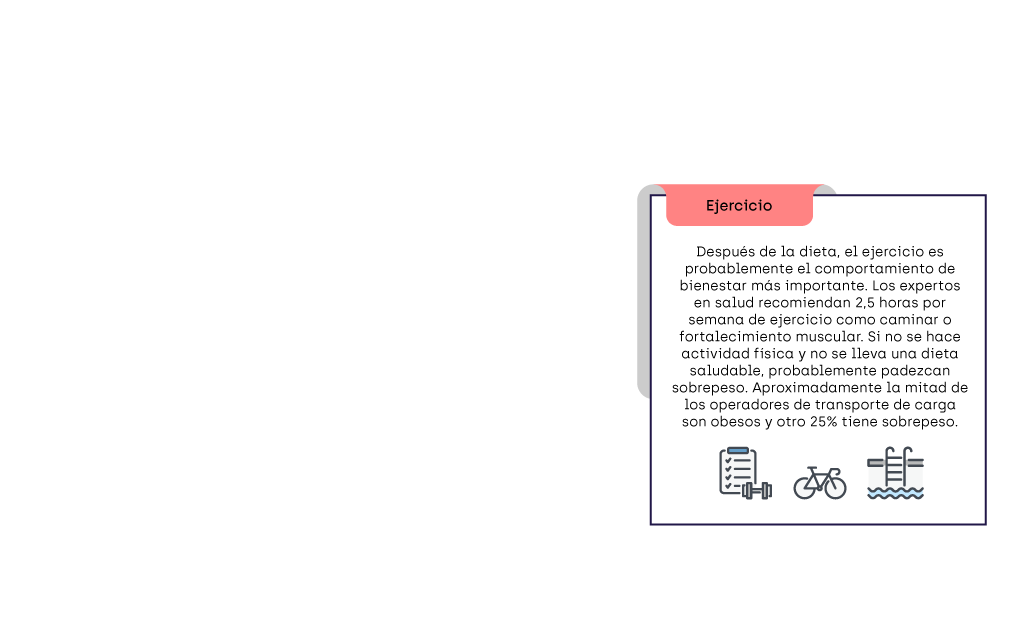 Ejercicio
Después de la dieta, el ejercicio es
probablemente el comportamiento de
bienestar más importante. Los expertos
en salud recomiendan 2,5 horas por
semana de ejercicio como caminar o
fortalecimiento muscular. Si no se hace
actividad física y no se lleva una dieta
saludable, probablemente padezcan
sobrepeso. Aproximadamente la mitad de
los operadores de transporte de carga
son obesos y otro 25% tiene sobrepeso.